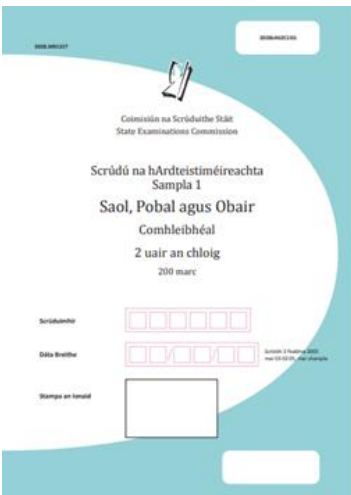 Coimisiún na Scrúduithe Stáit
State Examinations Commission
Scrúdú na hArdteistiméireachta
Sampla 1
Saol, Pobal agus Obair
Comhleibhéal
2 uair an chloig
200 marc
Scrúduimhir
Dáta Breithe
Stampa an Ionaid